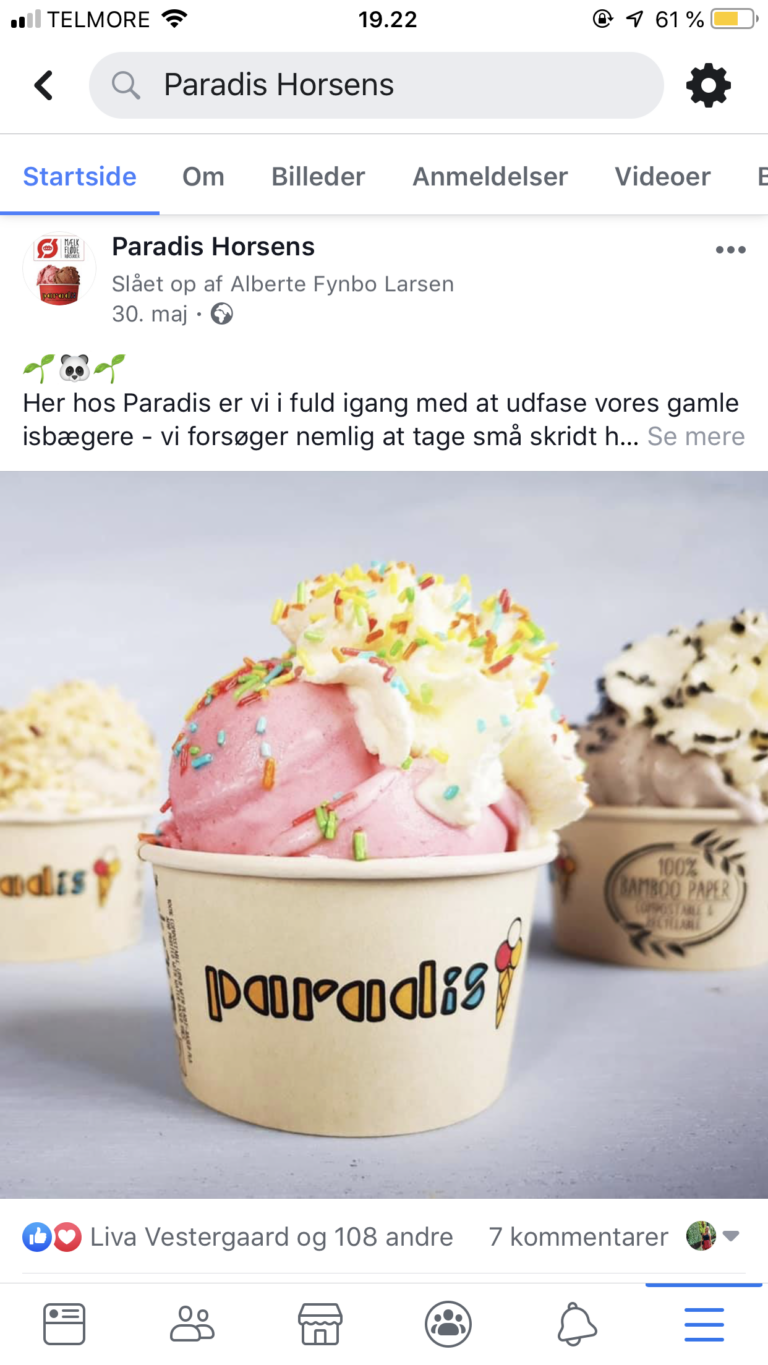 TELMORE 19.22 61 %
Paradis Horsens
Startside Om Billeder Anmeldelser Videoer
Paradis Horsens
Slået op af Alberte Fynbo Larsen
30. maj ·
Her hos Paradis er vi i fuld igang med at udfase vores gamle
isbægere - vi forsøger nemlig at tage små skridt h... Se mere
adis
paradis
100%
BAMBOO PAPER
COMPOSTABLE &
RECYCLABLE
Liva Vestergaard og 108 andre 7 kommentarer